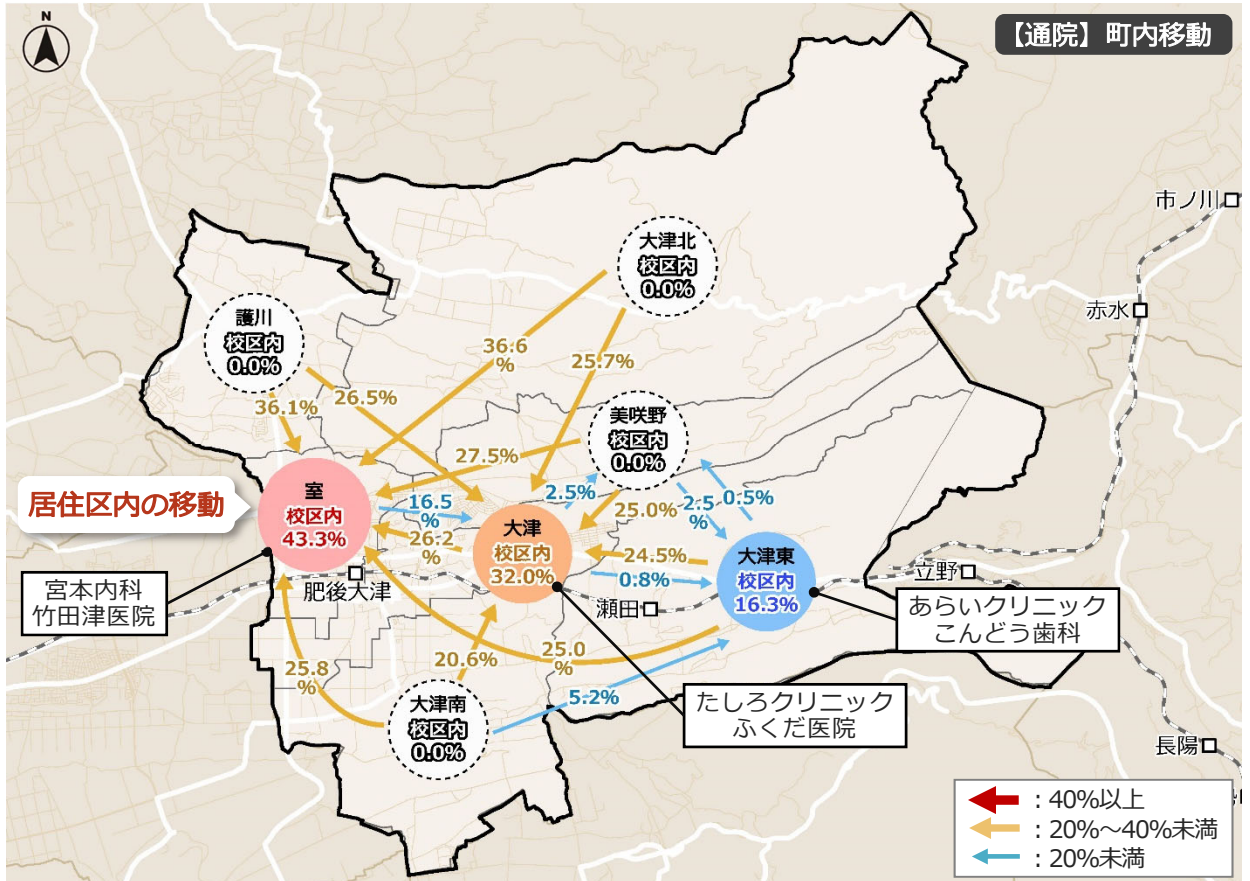 N
【通院】町内移動
市ノ川
大津北
校区内
0.0%
赤水
護川
校区内
0.0%
36.6
%
25.7%
36.1%
26.5%
美咲野
校区内
0.0%
27.5%
居住区内の移動
室
校区内
43.3%
16.5
%
2.5%
25.0%
2.5
%
0.5%
大津
校区内
32.0%
26.2
%
24.5%
大津東
校区内
16.3%
0.8%
立野
宮本内科
竹田津医院
肥後大津
瀬田
あらいクリニック
こんどう歯科
25.8
%
20.6%
25.0
%
5.2%
大津南
校区内
0.0%
たしろクリニック
ふくだ医院
長陽
：40%以上
：20%～40%未満
：20%未満